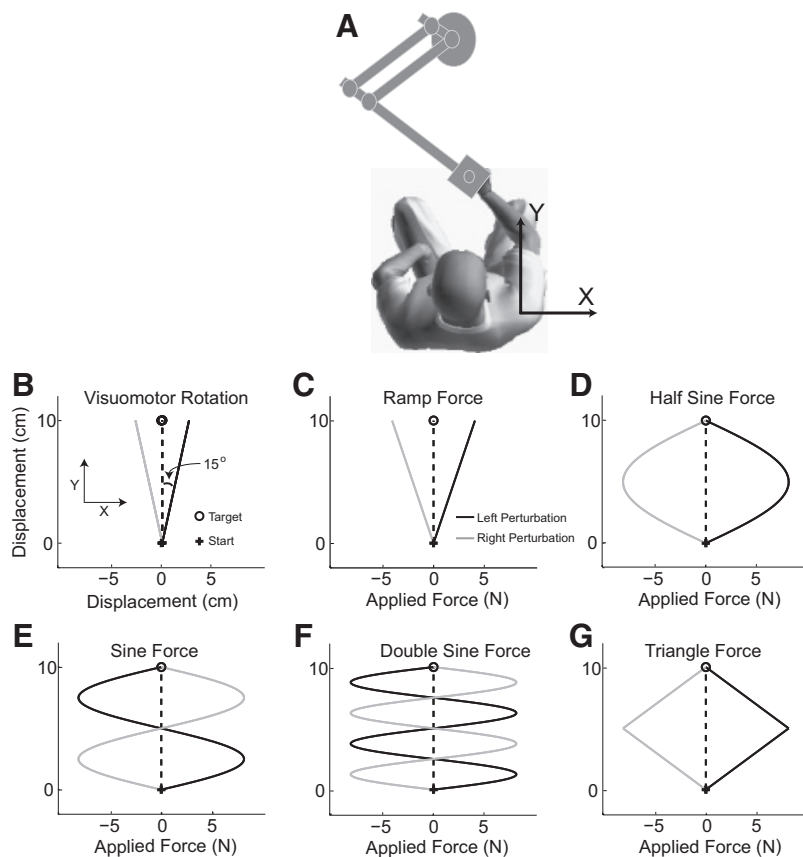 A
Y
X
B
Visuomotor Rotation
Displacement (cm)
10
0
15°
Y
X
Target
Start
−5
0
5
Displacement (cm)
C
Ramp Force
10
0
Left Perturbation
Right Perturbation
−5
0
5
Applied Force (N)
D
Half Sine Force
10
0
−5
0
5
Applied Force (N)
E
Sine Force
10
0
−5
0
5
Applied Force (N)
F
Double Sine Force
10
0
−5
0
5
Applied Force (N)
G
Triangle Force
10
0
−5
0
5
Applied Force (N)